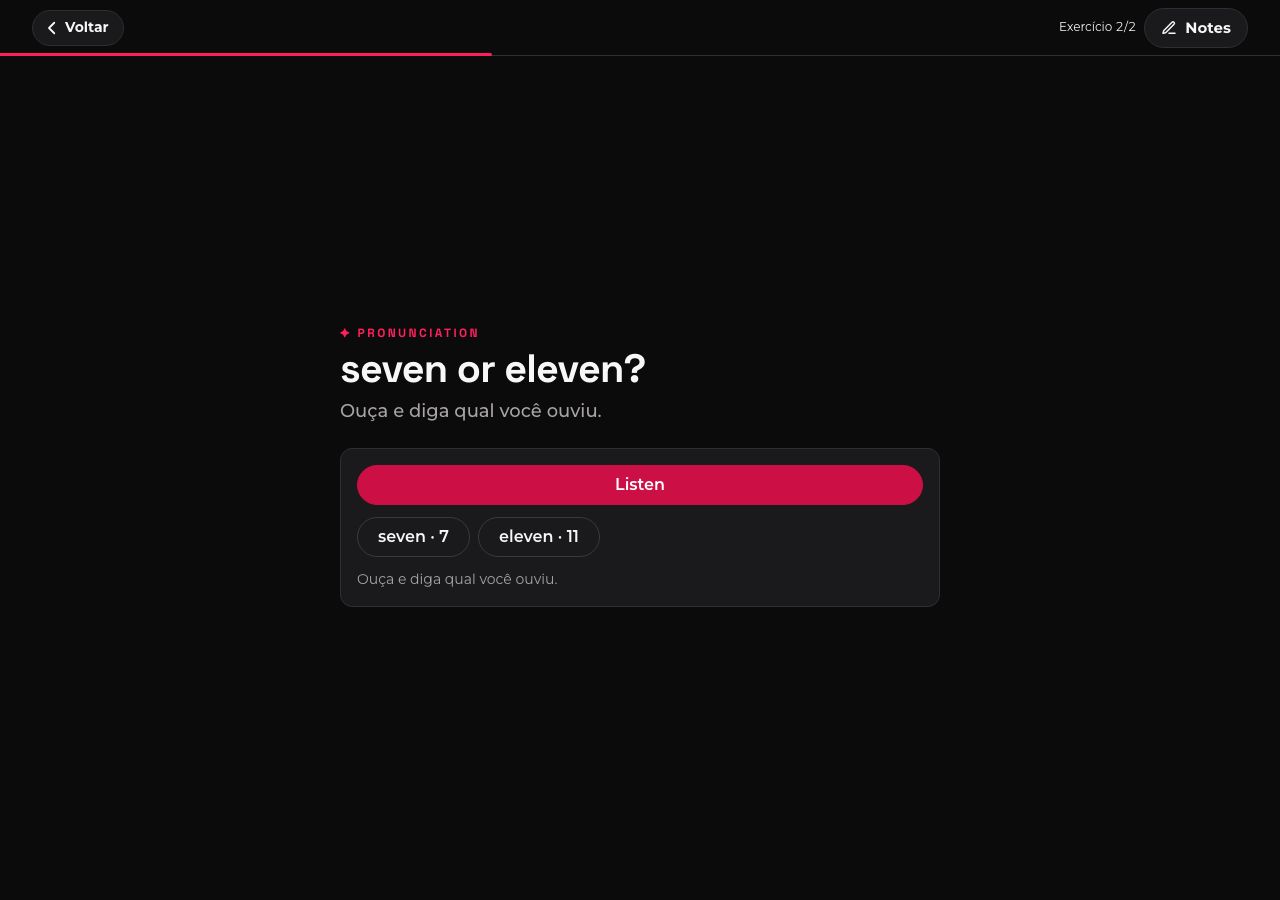 Voltar
Exercício 2/2
Notes
PRONUNCIATION
seven or eleven?
Ouça e diga qual você ouviu.
Listen
seven · 7
eleven · 11
Ouça e diga qual você ouviu.